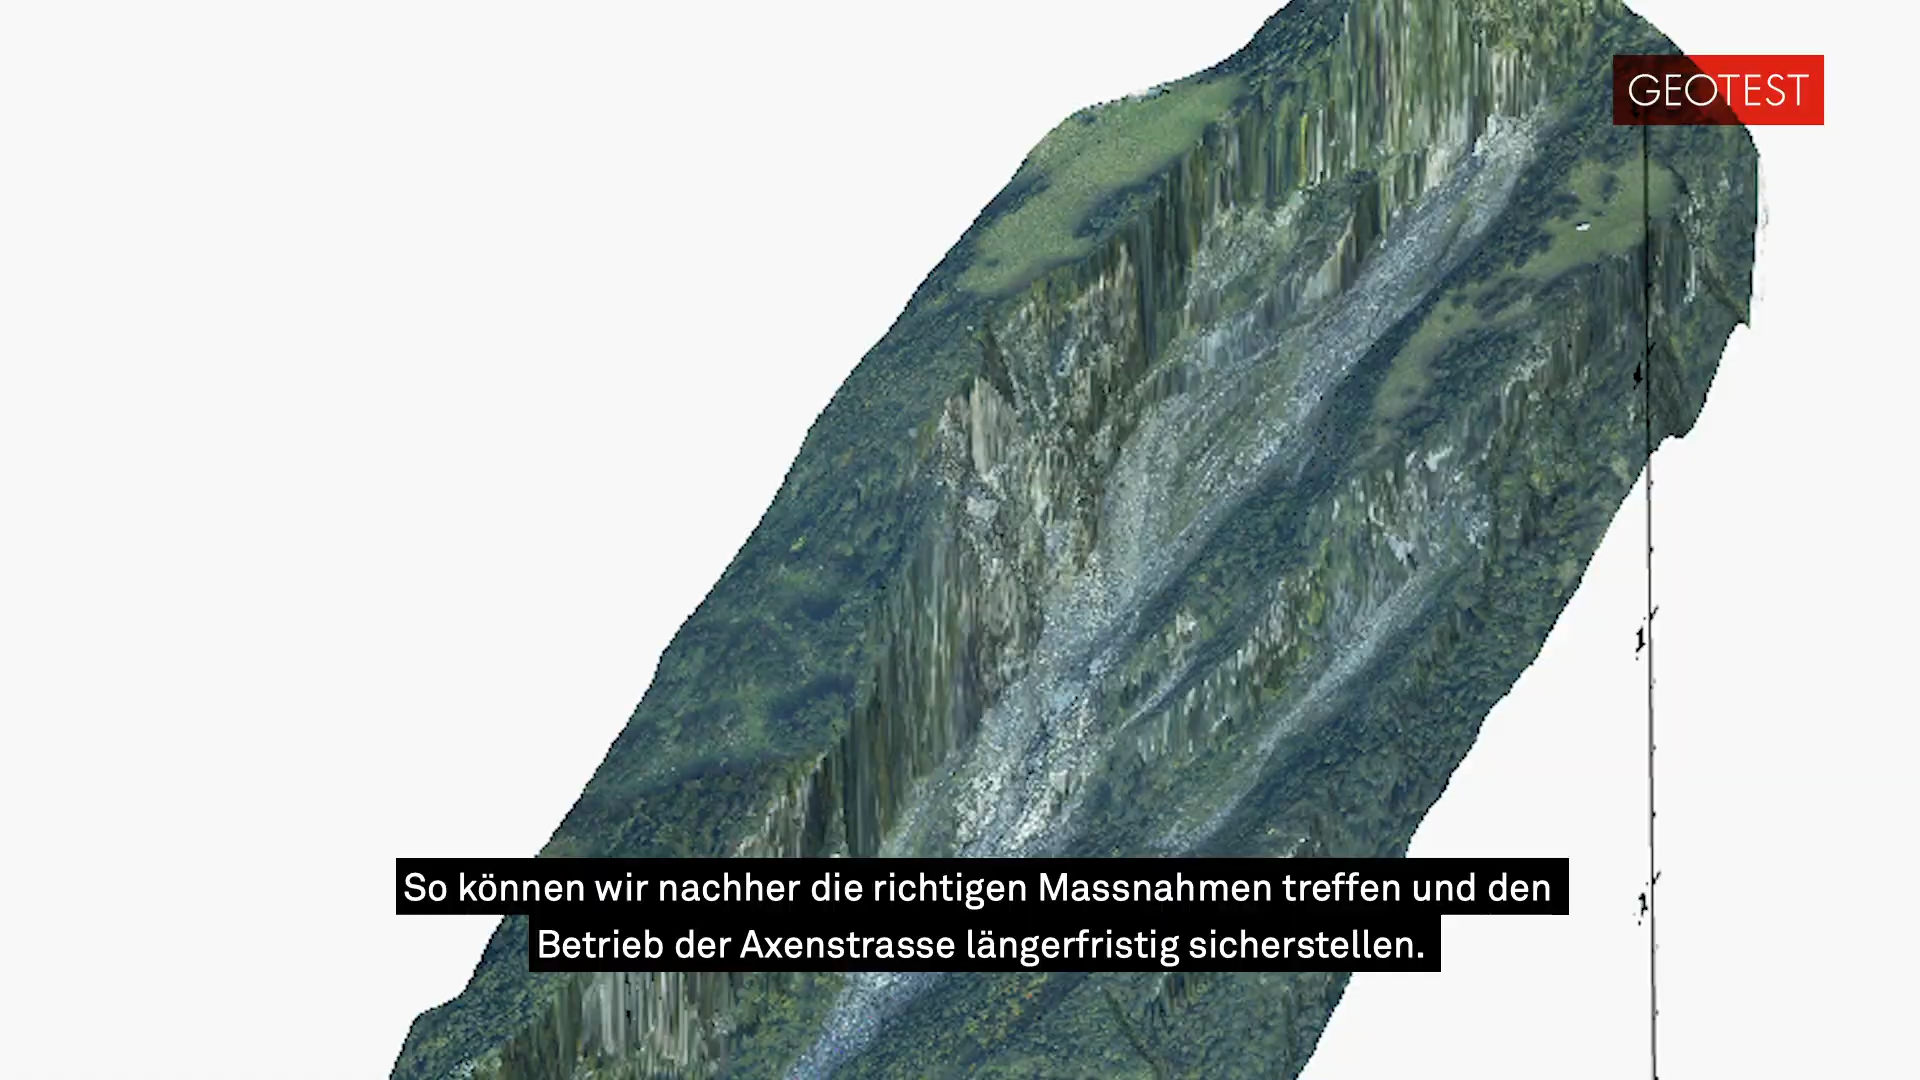 GEOTEST
So können wir nachher die richtigen Massnahmen treffen und den
Betrieb der Axenstrasse längerfristig sicherstellen.